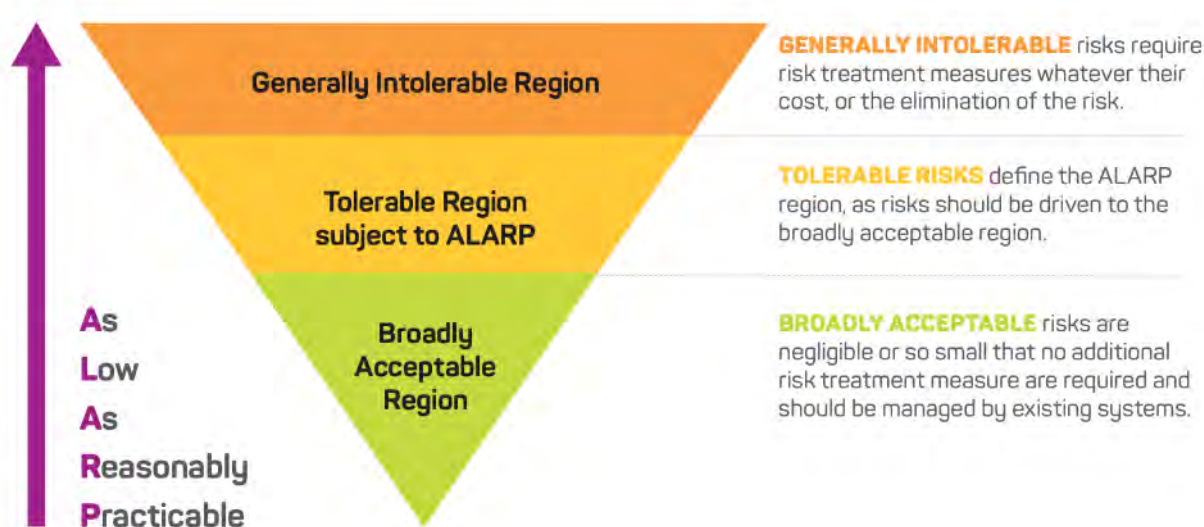 Generally Intolerable Region
GENERALLY INTOLERABLE risks require
risk treatment measures whatever their
cost, or the elimination of the risk.
Tolerable Region
subject to ALARP
TOLERABLE RISKS define the ALARP
region, as risks should be driven to the
broadly acceptable region.
Broadly
Acceptable
Region
BROADLY ACCEPTABLE risks are
negligible or so small that no additional
risk treatment measure are required and
should be managed by existing systems.
As
Low
As
Reasonably
Practicable